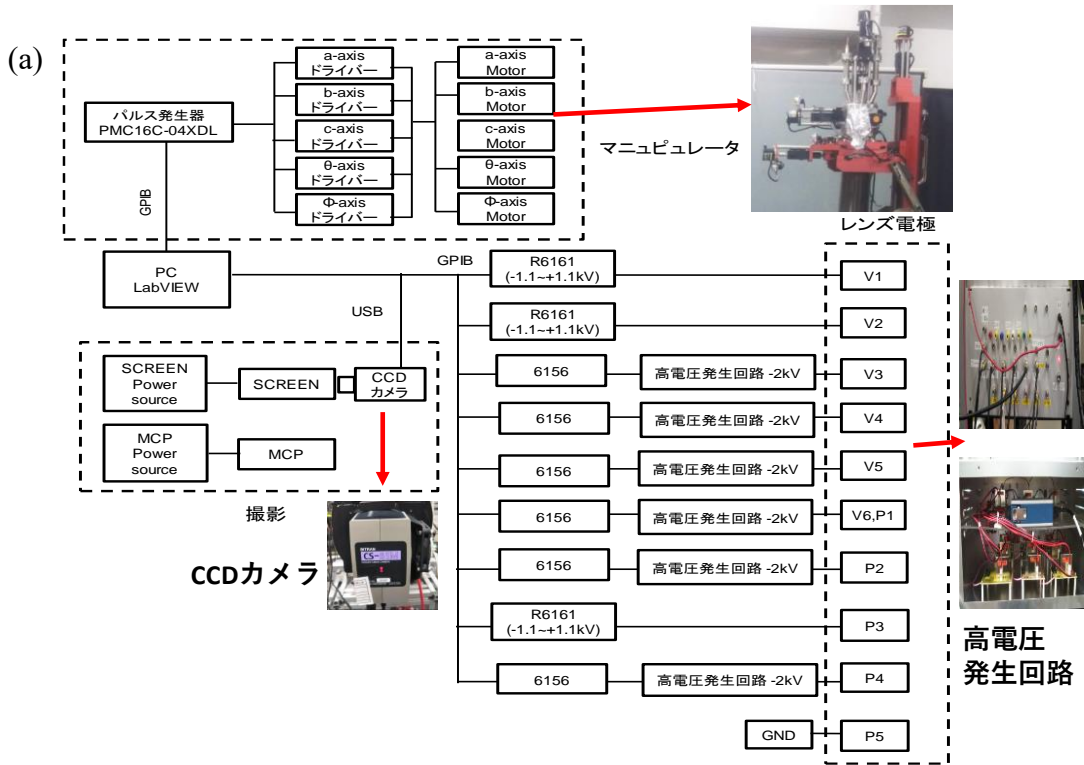 (a)
パルス発生器
PMC16C-04XDL
a-axis
ドライバー
b-axis
ドライバー
c-axis
ドライバー
θ-axis
ドライバー
Φ-axis
ドライバー
a-axis
Motor
b-axis
Motor
c-axis
Motor
θ-axis
Motor
Φ-axis
Motor
マニュピュレータ
GPIB
レンズ電極
PC
LabVIEW
GPIB
USB
R6161
(-1.1~+1.1kV)
V1
R6161
(-1.1~+1.1kV)
V2
6156
高電圧発生回路 -2kV
V3
6156
高電圧発生回路 -2kV
V4
6156
高電圧発生回路 -2kV
V5
6156
高電圧発生回路 -2kV
V6,P1
6156
高電圧発生回路 -2kV
P2
R6161
(-1.1~+1.1kV)
P3
6156
高電圧発生回路 -2kV
P4
GND
P5
SCREEN
Power
source
SCREEN
CCD
カメラ
MCP
Power
source
MCP
撮影
CCDカメラ
BITRAN
高電圧
発生回路